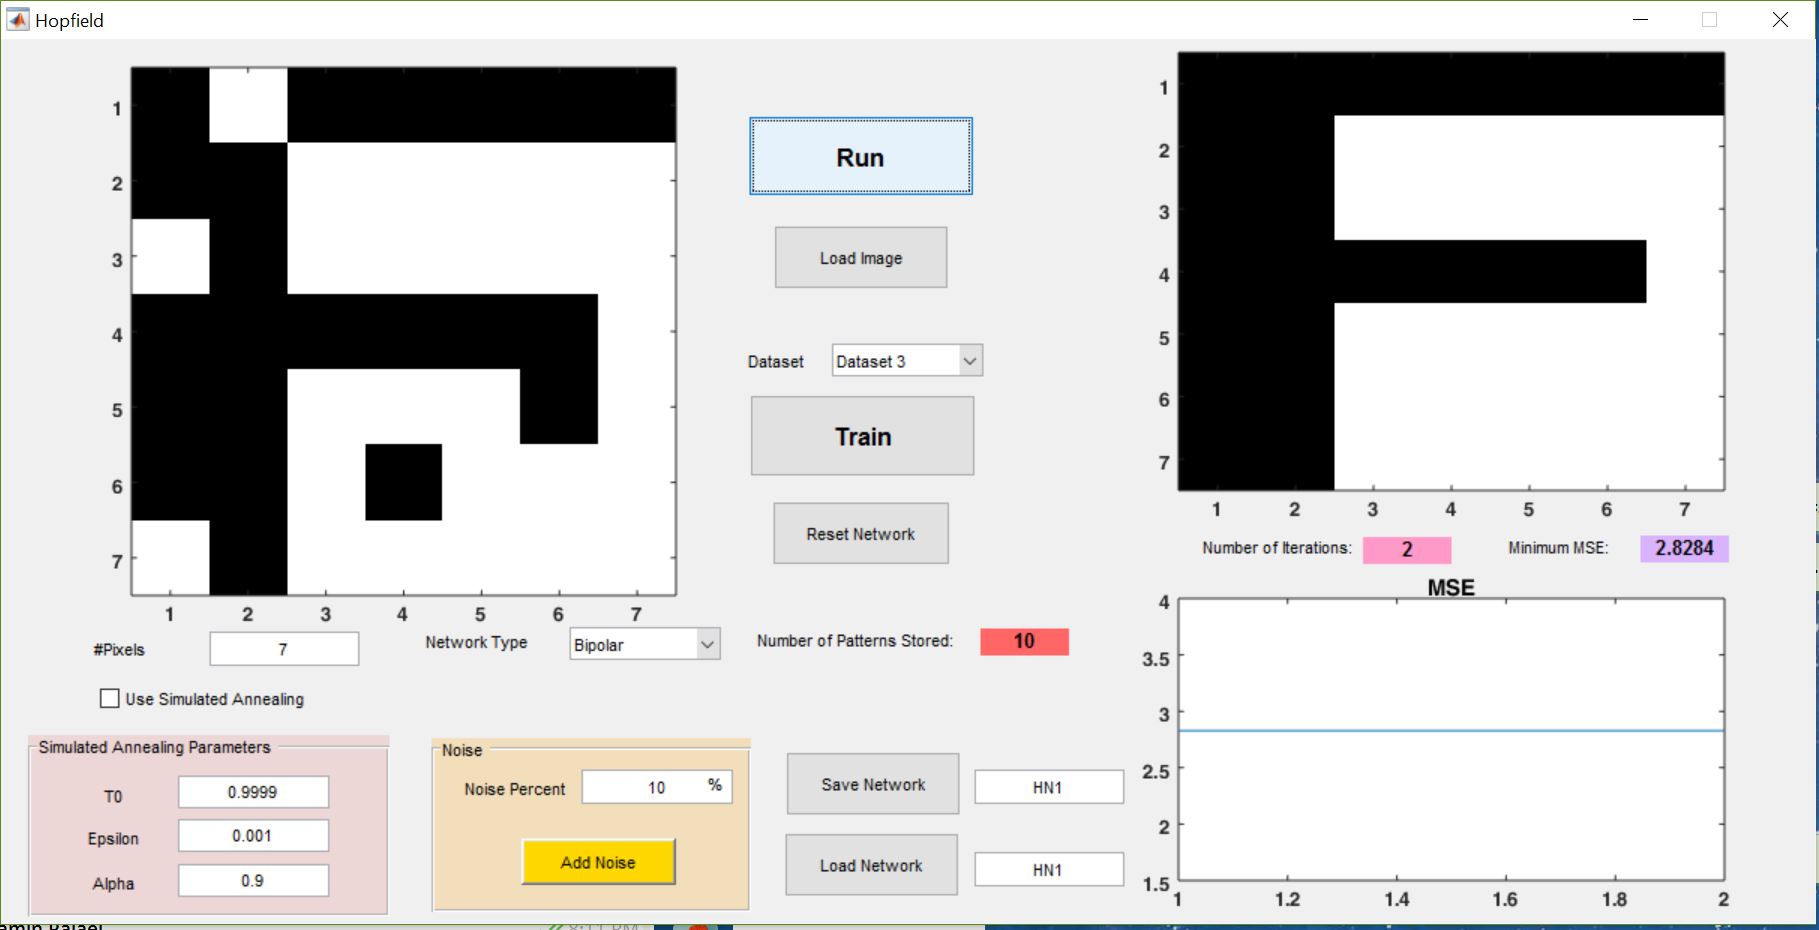 Hopfield
1
2
3
4
5
6
7
1 2 3 4 5 6 7
#Pixels 7
Network Type Bipolar
Use Simulated Annealing
Simulated Annealing Parameters
T0 0.9999
Epsilon 0.001
Alpha 0.9
Noise
Noise Percent 10 %
Add Noise
Run
Load Image
Dataset Dataset 3
Train
Reset Network
Number of Patterns Stored: 10
Save Network HN1
Load Network HN1
1
2
3
4
5
6
7
1 2 3 4 5 6 7
Number of Iterations: 2 Minimum MSE: 2.8284
MSE
4
3.5
3
2.5
2
1.5
1 1.2 1.4 1.6 1.8 2